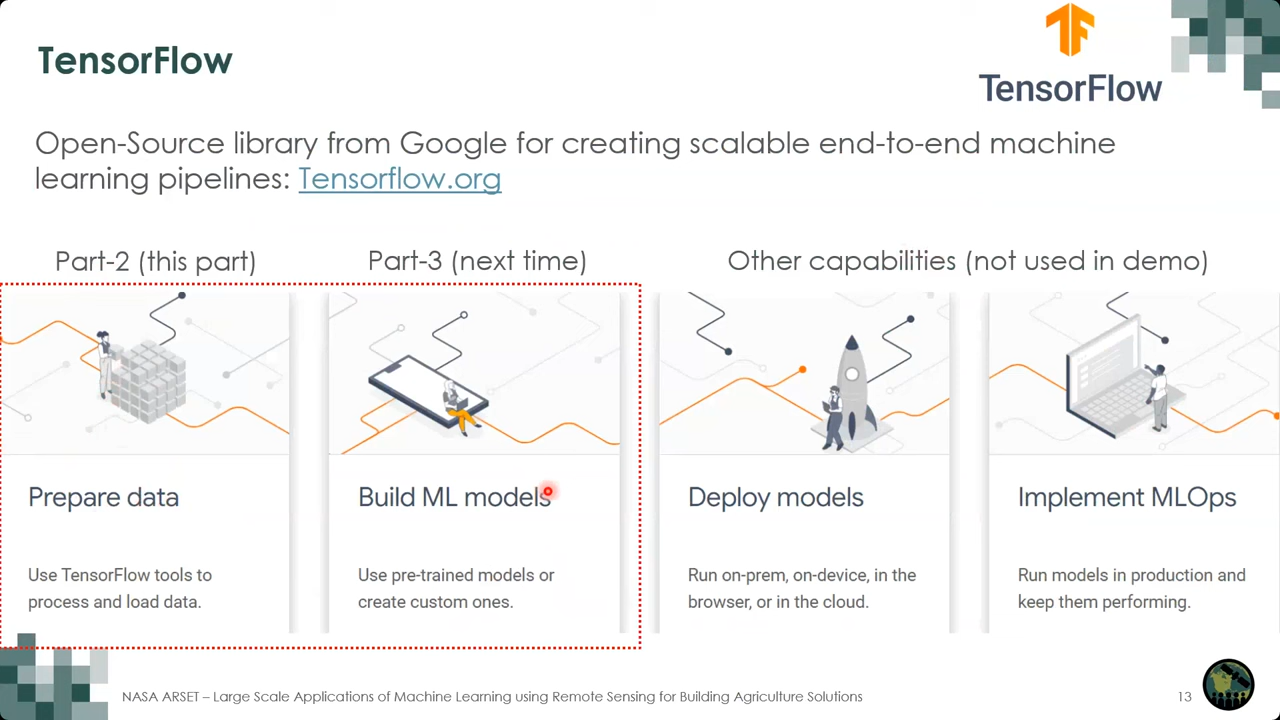 TensorFlow
TensorFlow
Open-Source library from Google for creating scalable end-to-end machine
learning pipelines: Tensorflow.org
Part-2 (this part)
Part-3 (next time)
Other capabilities (not used in demo)
Prepare data
Use TensorFlow tools to
process and load data.
Build ML models
Use pre-trained models or
create custom ones.
Deploy models
Run on-prem, on-device, in the
browser, or in the cloud.
Implement MLOps
Run models in production and
keep them performing.
NASA ARSET – Large Scale Applications of Machine Learning using Remote Sensing for Building Agriculture Solutions
13